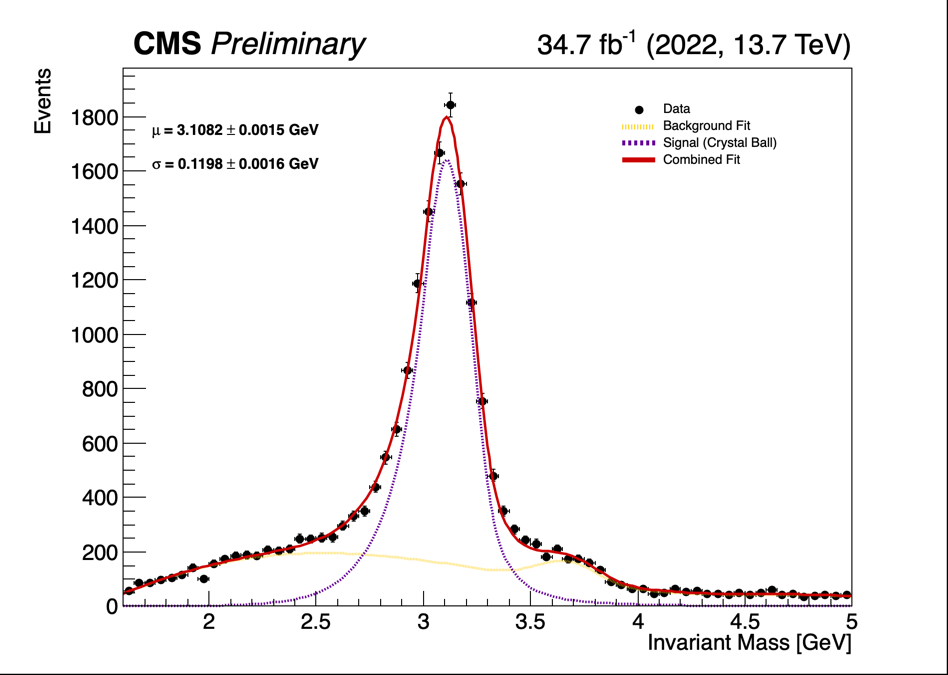 CMS Preliminary
34.7 fb⁻¹ (2022, 13.7 TeV)
Events
μ = 3.1082 ± 0.0015 GeV
σ = 0.1198 ± 0.0016 GeV
Data
Background Fit
Signal (Crystal Ball)
Combined Fit
1800
1600
1400
1200
1000
800
600
400
200
0
2 2.5 3 3.5 4 4.5 5
Invariant Mass [GeV]